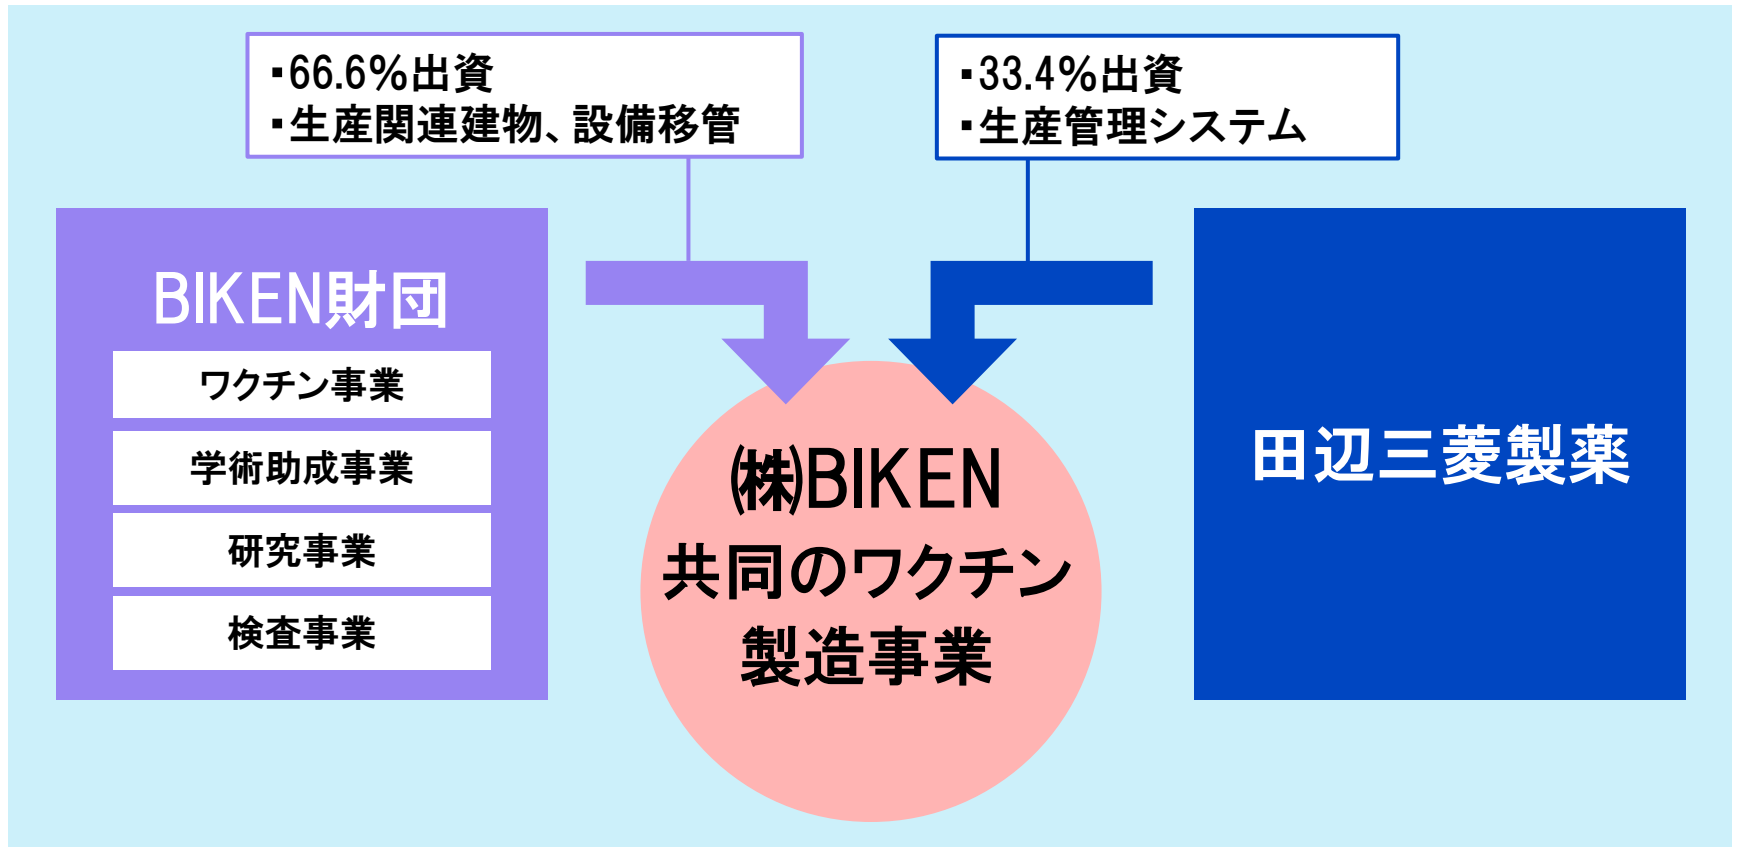 ・66.6%出資
・生産関連建物、設備移管
・33.4%出資
・生産管理システム
BIKEN財団
ワクチン事業
学術助成事業
研究事業
検査事業
㈱BIKEN
共同のワクチン
製造事業
田辺三菱製薬